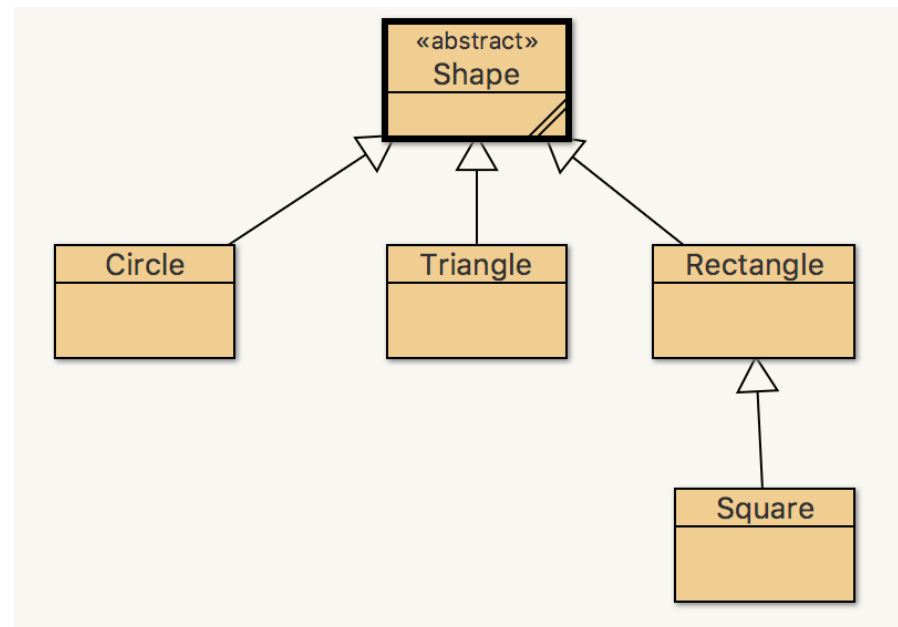 «abstract»
Shape
Circle
Triangle
Rectangle
Square